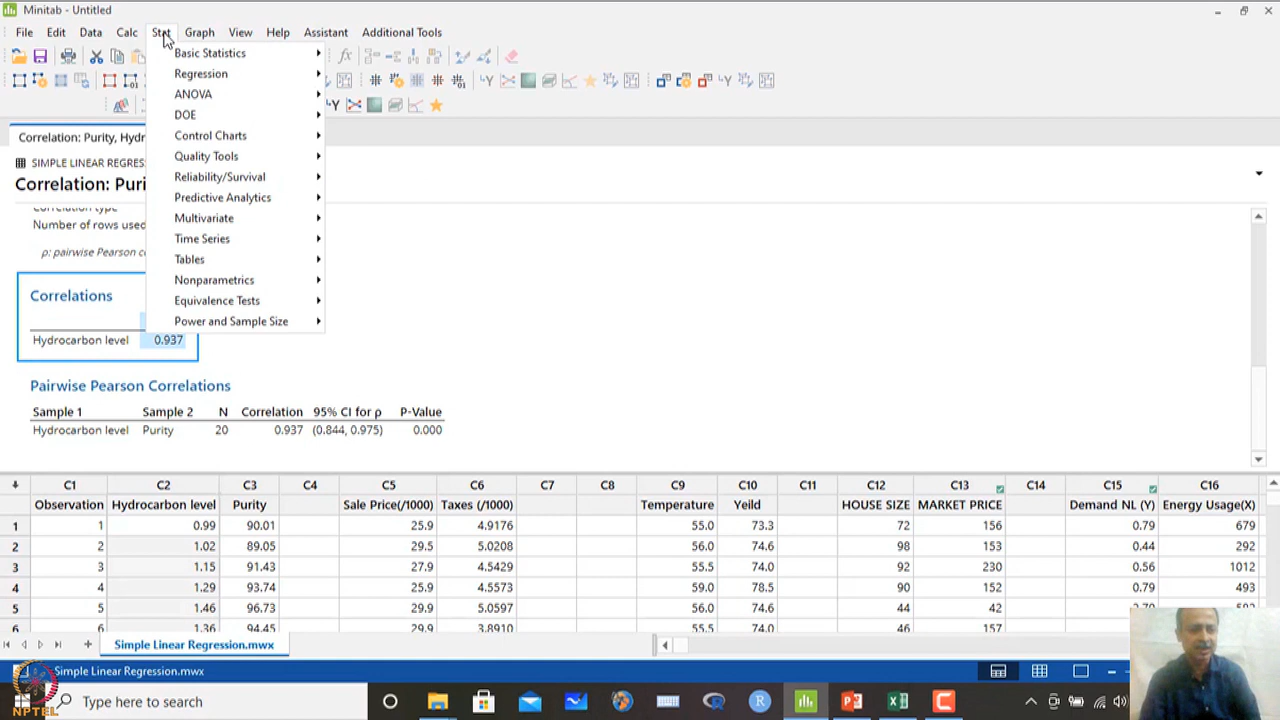 Minitab - Untitled
File Edit Data Calc Stat Graph View Help Assistant Additional Tools
Basic Statistics
Regression
ANOVA
DOE
Control Charts
Quality Tools
Reliability/Survival
Predictive Analytics
Multivariate
Time Series
Tables
Nonparametrics
Equivalence Tests
Power and Sample Size
Correlation: Purity, Hydr
SIMPLE LINEAR REGRES
Correlation: Puri
Correlation type
Number of rows used
ρ: pairwise Pearson c
Correlations
Hydrocarbon level 0.937
Pairwise Pearson Correlations
Sample 1 Sample 2 N Correlation 95% CI for ρ P-Value
Hydrocarbon level Purity 20 0.937 (0.844, 0.975) 0.000
C1 C2 C3 C4 C5 C6 C7 C8 C9 C10 C11 C12 C13 C14 C15 C16
Observation Hydrocarbon level Purity Sale Price(/1000) Taxes (/1000) Temperature Yeild HOUSE SIZE MARKET PRICE Demand NL (Y) Energy Usage(X)
1 1 0.99 90.01 25.9 4.9176 55.0 73.3 72 156 0.79 679
2 2 1.02 89.05 29.5 5.0208 56.0 74.6 98 153 0.44 292
3 3 1.15 91.43 27.9 4.5429 55.5 74.0 92 230 0.56 1012
4 4 1.29 93.74 25.9 4.5573 59.0 78.5 90 152 0.79 493
5 5 1.46 96.73 29.9 5.0597 56.0 74.6 44 42
6 6 1.36 94.45 29.9 3.8910 55.5 74.0 46 157
Simple Linear Regression.mwx
Simple Linear Regression.mwx
Type here to search
NPTEL